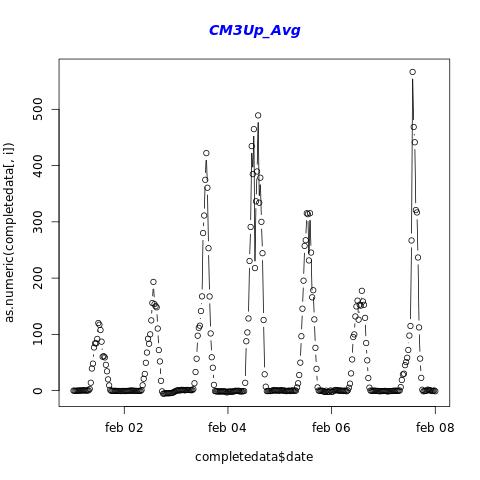 CM3Up_Avg
as.numeric(completedata[, i])
500
400
300
200
100
0
feb 02
feb 04
feb 06
feb 08
completedata$date